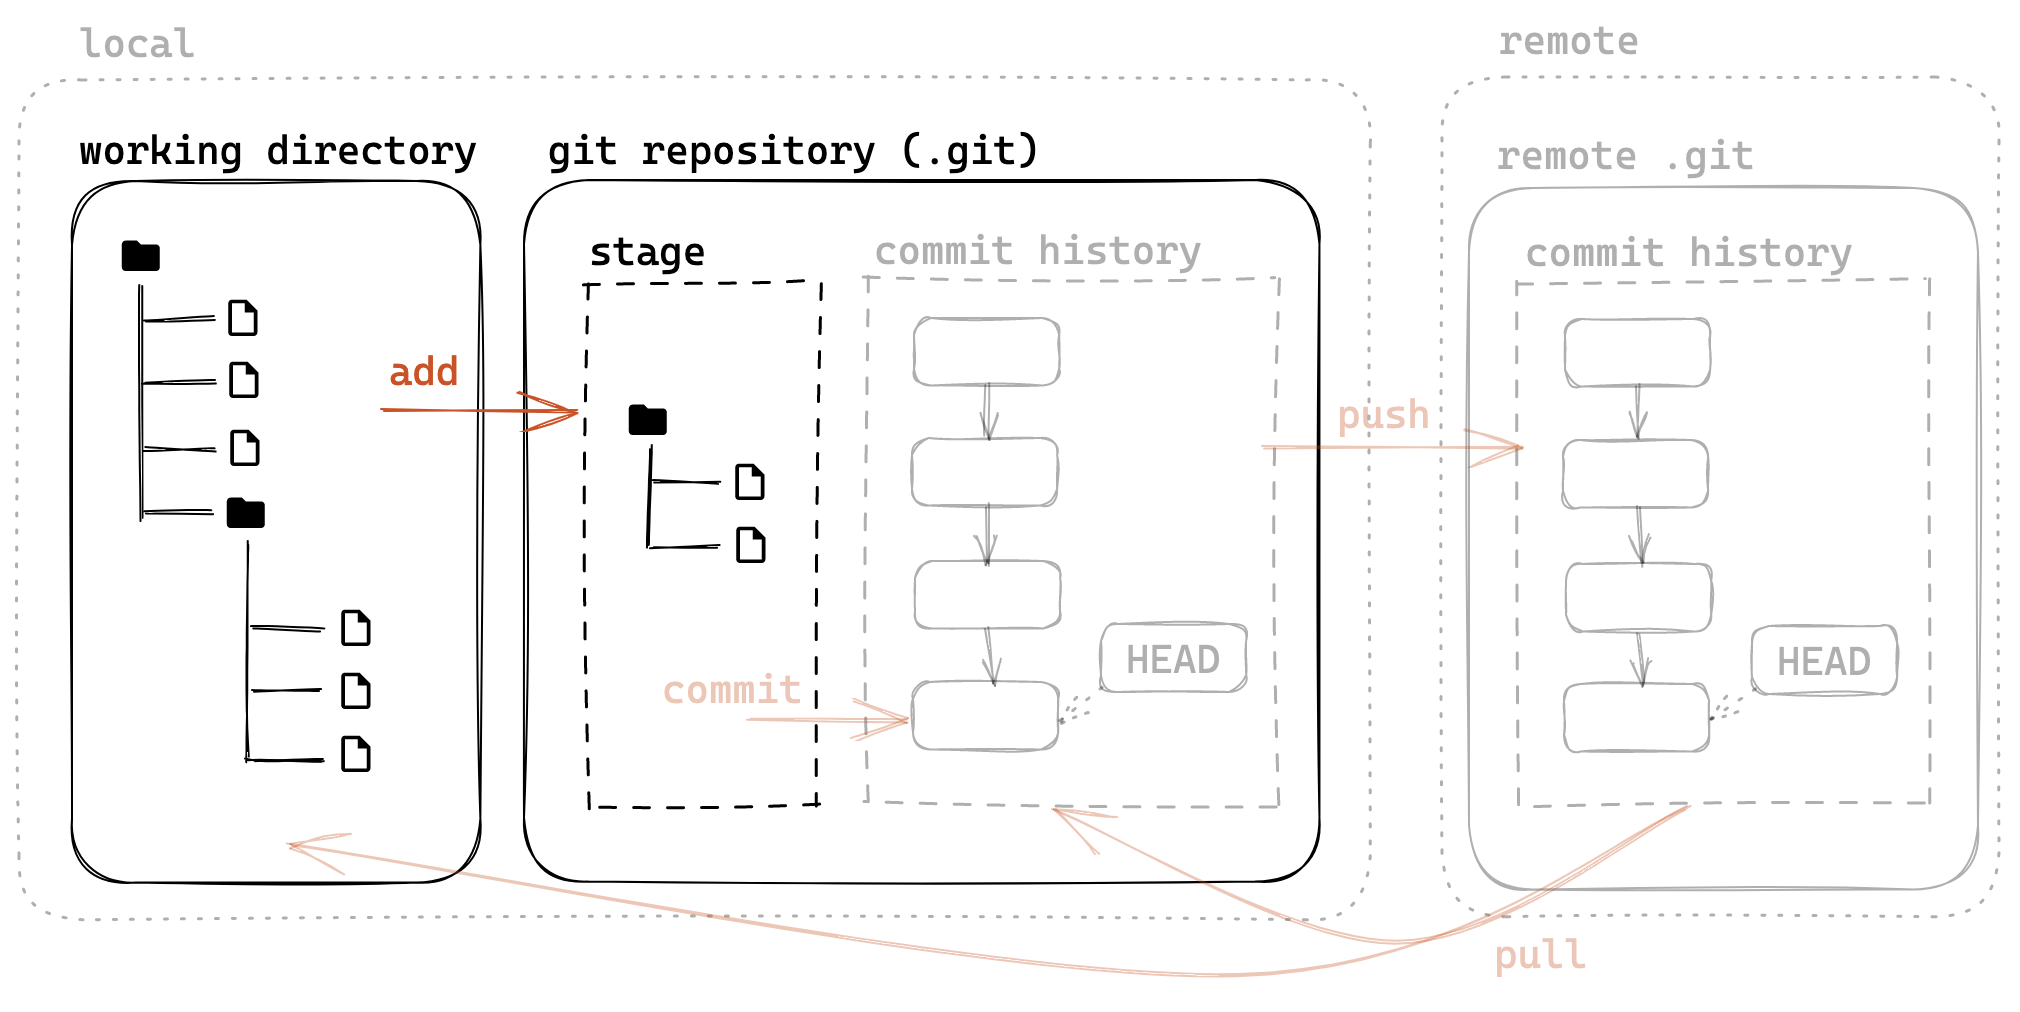 local
remote
working directory
git repository (.git)
remote .git
stage
commit history
commit history
add
push
commit
HEAD
HEAD
pull